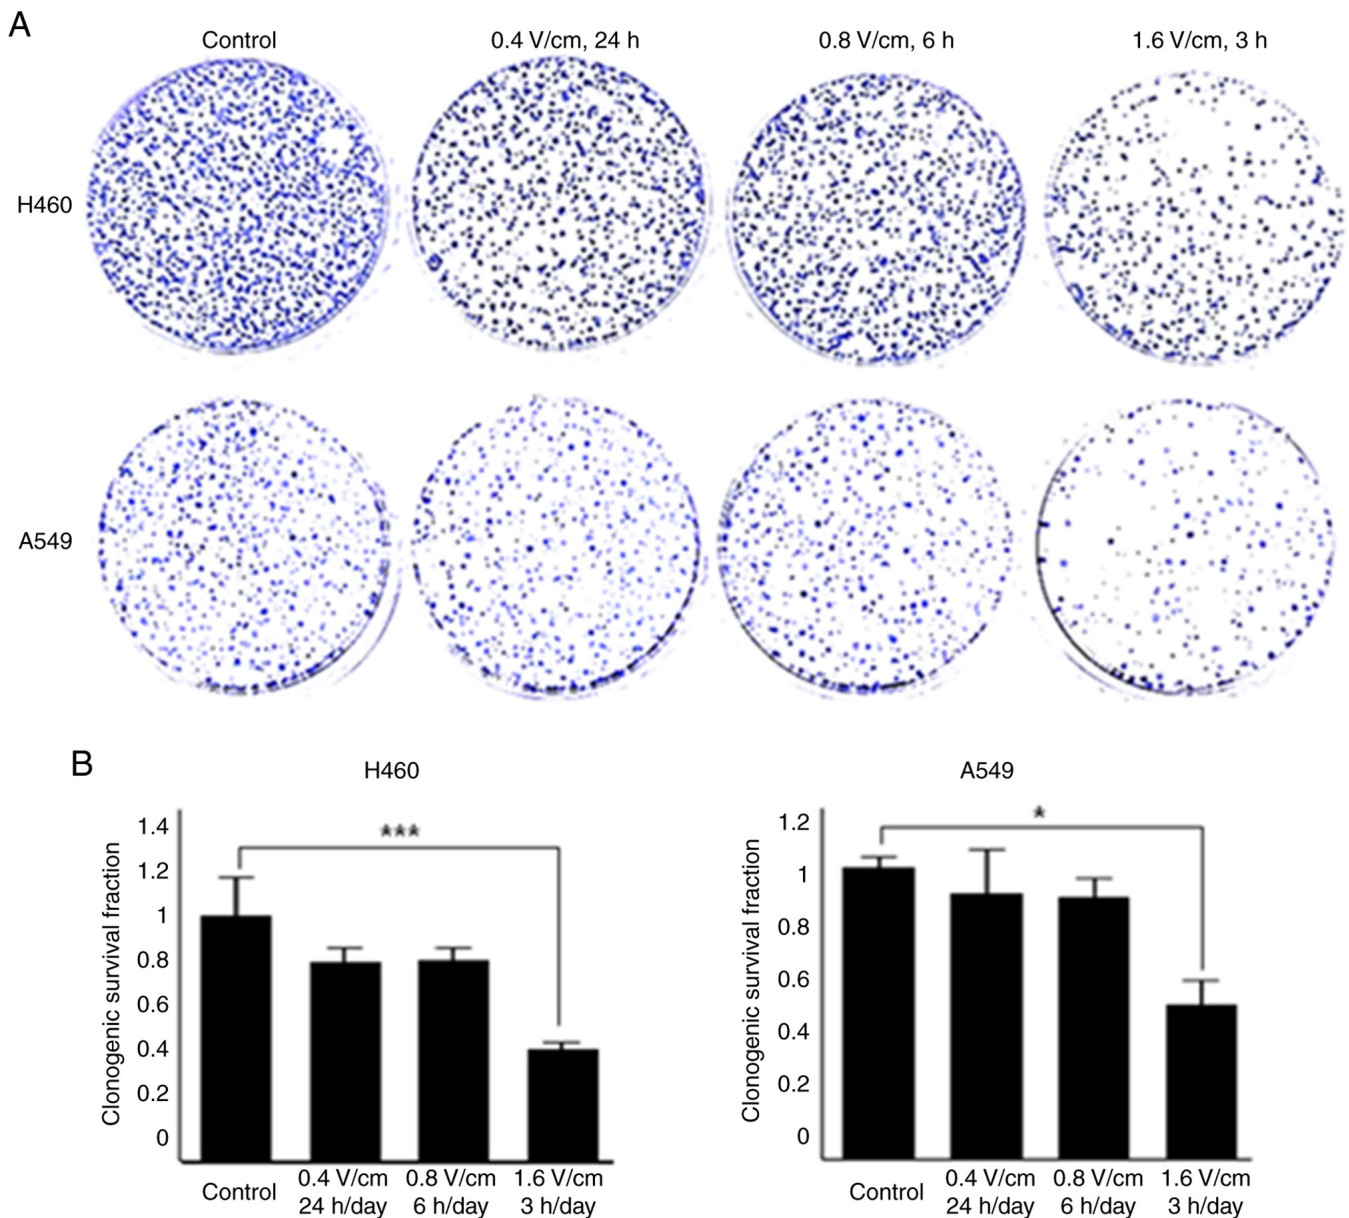 A
Control
0.4 V/cm, 24 h
0.8 V/cm, 6 h
1.6 V/cm, 3 h
H460
A549
B
H460
***
Clonogenic survival fraction
1.4
1.2
1
0.8
0.6
0.4
0.2
0
Control
0.4 V/cm
24 h/day
0.8 V/cm
6 h/day
1.6 V/cm
3 h/day
A549
*
Clonogenic survival fraction
1.2
1
0.8
0.6
0.4
0.2
0
Control
0.4 V/cm
24 h/day
0.8 V/cm
6 h/day
1.6 V/cm
3 h/day